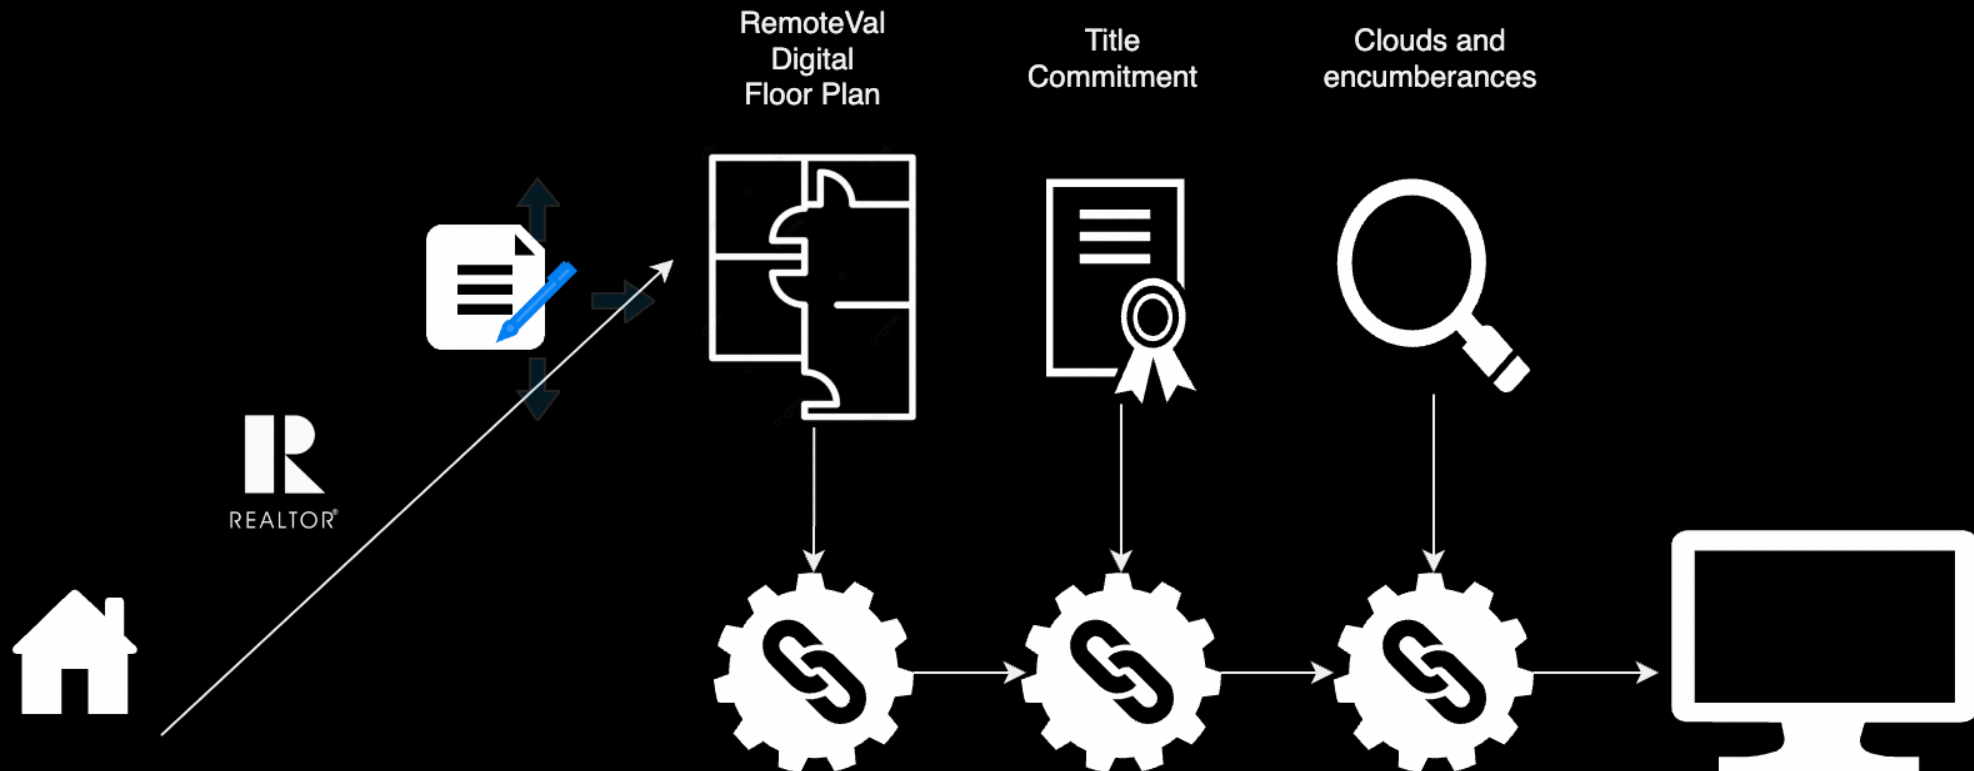 RemoteVal
Digital
Floor Plan
Title
Commitment
Clouds and
encumberances
REALTOR®